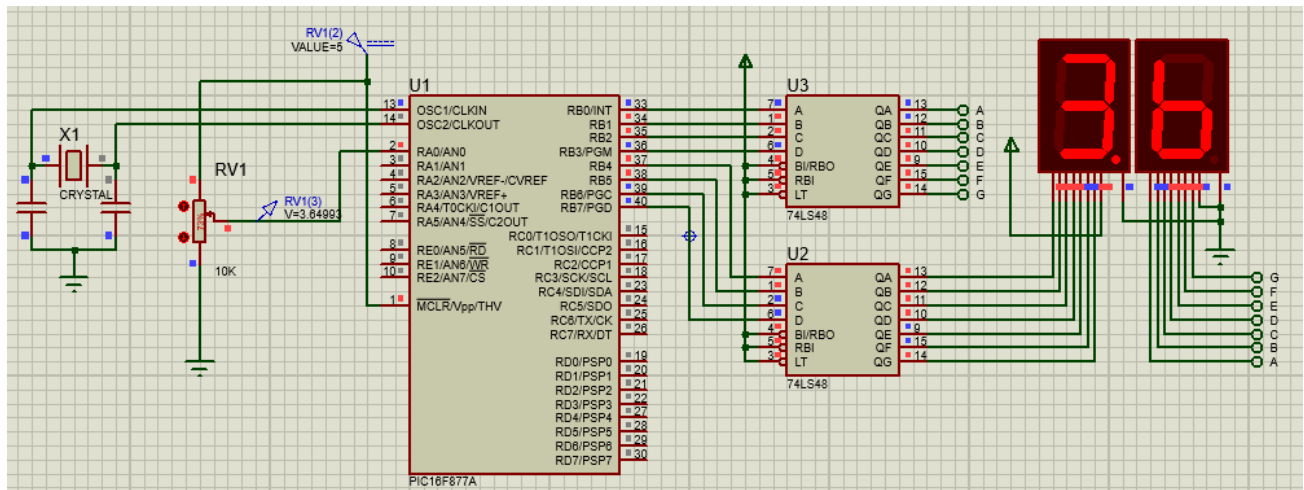 RV1(2)
VALUE=5
X1
CRYSTAL
RV1
RV1(3)
V=3.64993
73%
10K
U1
13 OSC1/CLKIN RB0/INT 33
14 OSC2/CLKOUT RB1 34
RB2 35
2 RA0/AN0 RB3/PGM 36
3 RA1/AN1 RB4 37
4 RA2/AN2/VREF-/CVREF RB5 38
5 RA3/AN3/VREF+ RB6/PGC 39
6 RA4/T0CKI/C1OUT RB7/PGD 40
7 RA5/AN4/SS/C2OUT
RC0/T1OSO/T1CKI 15
8 RE0/AN5/RD RC1/T1OSI/CCP2 16
9 RE1/AN6/WR RC2/CCP1 17
10 RE2/AN7/CS RC3/SCK/SCL 18
RC4/SDI/SDA 23
1 MCLR/Vpp/THV RC5/SDO 24
RC6/TX/CK 25
RC7/RX/DT 26
RD0/PSP0 19
RD1/PSP1 20
RD2/PSP2 21
RD3/PSP3 22
RD4/PSP4 27
RD5/PSP5 28
RD6/PSP6 29
RD7/PSP7 30
PIC16F877A
U3
7 A QA 13 A
1 B QB 12 B
2 C QC 11 C
6 D QD 10 D
4 BI/RBO QE 9 E
5 RBI QF 15 F
3 LT QG 14 G
74LS48
U2
7 A QA 13
1 B QB 12
2 C QC 11
6 D QD 10
4 BI/RBO QE 9
5 RBI QF 15
3 LT QG 14
74LS48
3.6
G
F
E
D
C
B
A